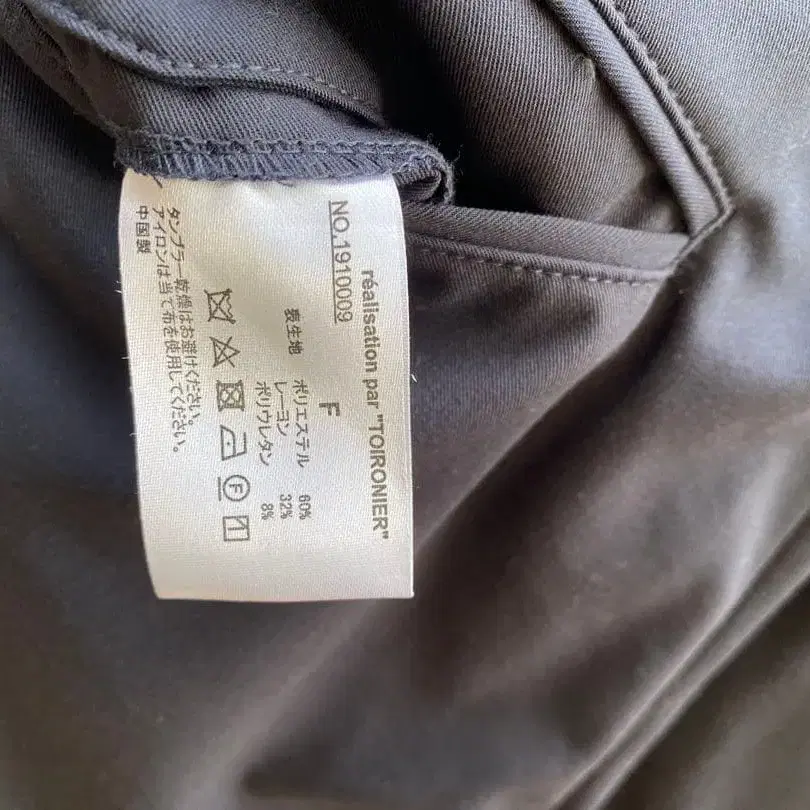 réalisation par "TOIRONIER"
NO.1910009
F
表生地 ポリエステル 60%
レーヨン 32%
ポリウレタン 8%
F
タンブラー乾燥はお避けください。
アイロンは当て布を使用してください。
中国製